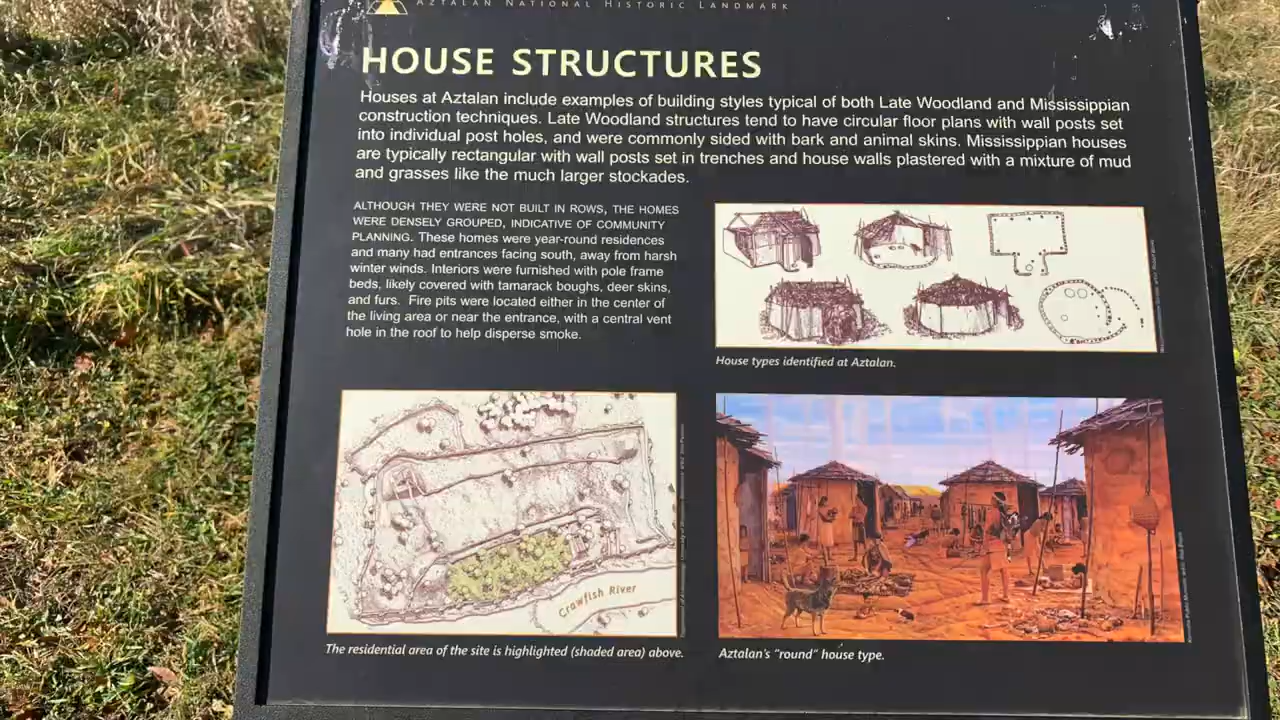 AZTALAN NATIONAL HISTORIC LANDMARK
HOUSE STRUCTURES
Houses at Aztalan include examples of building styles typical of both Late Woodland and Mississippian
construction techniques. Late Woodland structures tend to have circular floor plans with wall posts set
into individual post holes, and were commonly sided with bark and animal skins. Mississippian houses
are typically rectangular with wall posts set in trenches and house walls plastered with a mixture of mud
and grasses like the much larger stockades.
ALTHOUGH THEY WERE NOT BUILT IN ROWS, THE HOMES
WERE DENSELY GROUPED, INDICATIVE OF COMMUNITY
PLANNING. These homes were year-round residences
and many had entrances facing south, away from harsh
winter winds. Interiors were furnished with pole frame
beds, likely covered with tamarack boughs, deer skins,
and furs. Fire pits were located either in the center of
the living area or near the entrance, with a central vent
hole in the roof to help disperse smoke.
House types identified at Aztalan.
Crawfish River
The residential area of the site is highlighted (shaded area) above.
Aztalan's "round" house type.